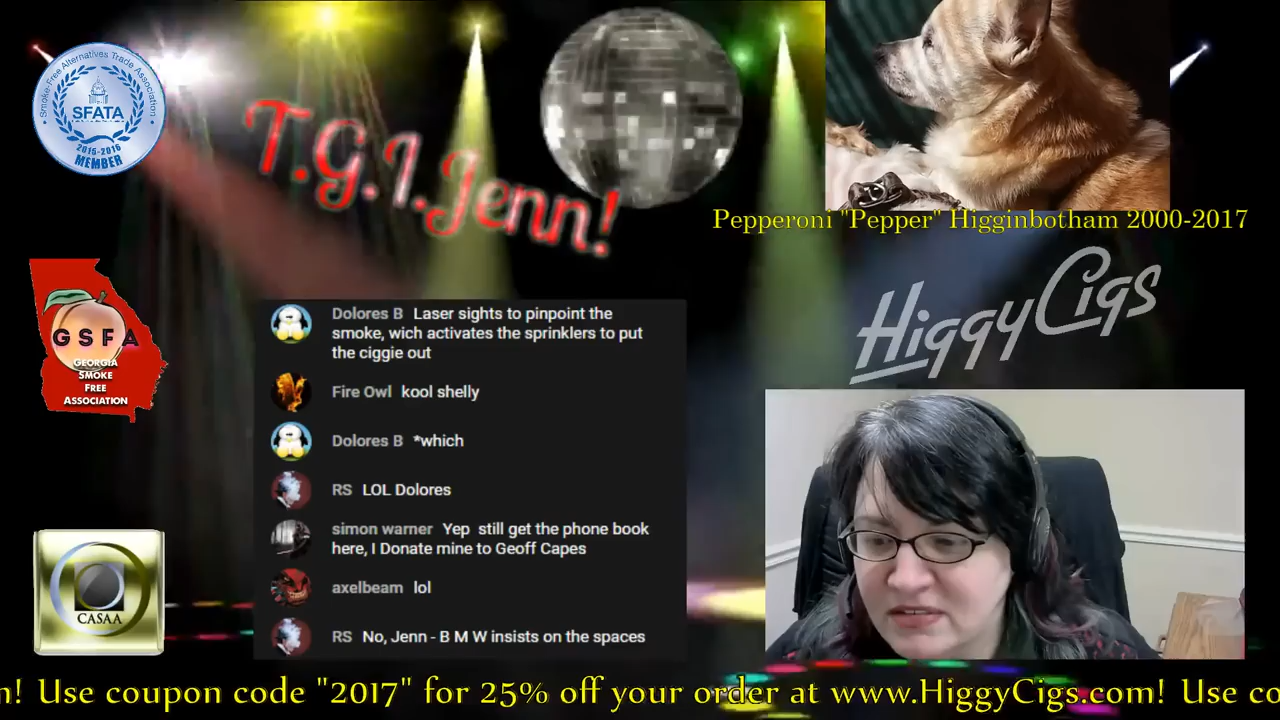 Smoke-Free Alternatives Trade Association
SFATA
2015-2016
MEMBER
T.G.I.Jenn!
Pepperoni "Pepper" Higginbotham 2000-2017
HiggyCigs
GSFA
GEORGIA
SMOKE
FREE
ASSOCIATION
CASAA
Dolores B Laser sights to pinpoint the
smoke, wich activates the sprinklers to put
the ciggie out
Fire Owl kool shelly
Dolores B *which
RS LOL Dolores
simon warner Yep still get the phone book
here, I Donate mine to Geoff Capes
axelbeam lol
RS No, Jenn - B M W insists on the spaces
! Use coupon code "2017" for 25% off your order at www.HiggyCigs.com! Use co